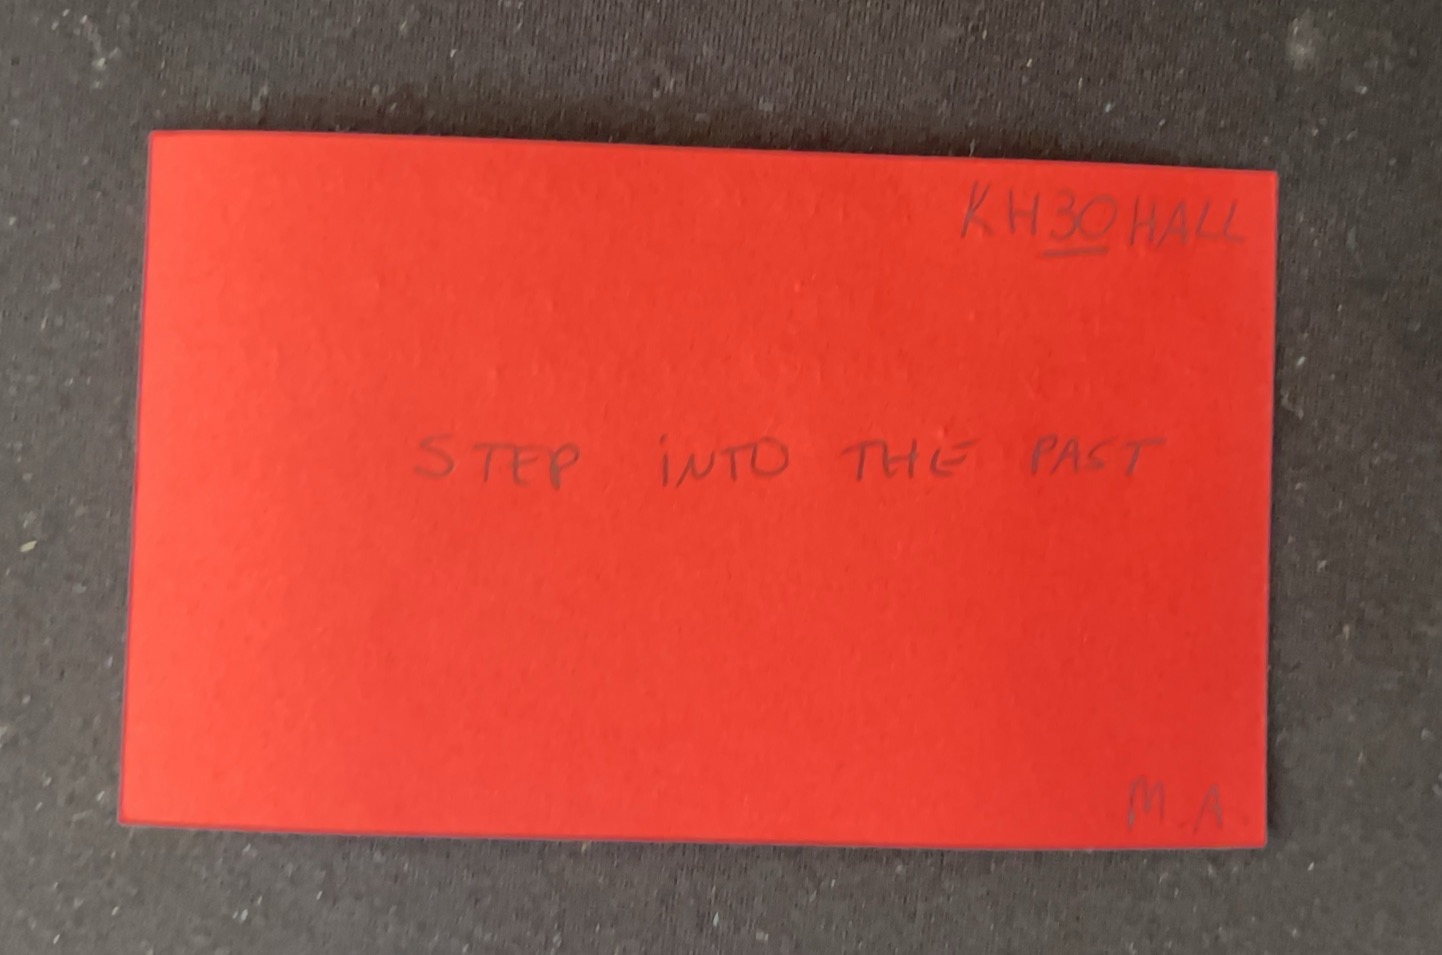 KH30HALL
STEP iNTO THE PAST
M.A